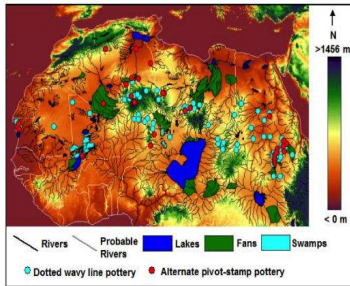 N
>1456 m
< 0 m
Rivers
Probable Rivers
Lakes
Fans
Swamps
Dotted wavy line pottery
Alternate pivot-stamp pottery